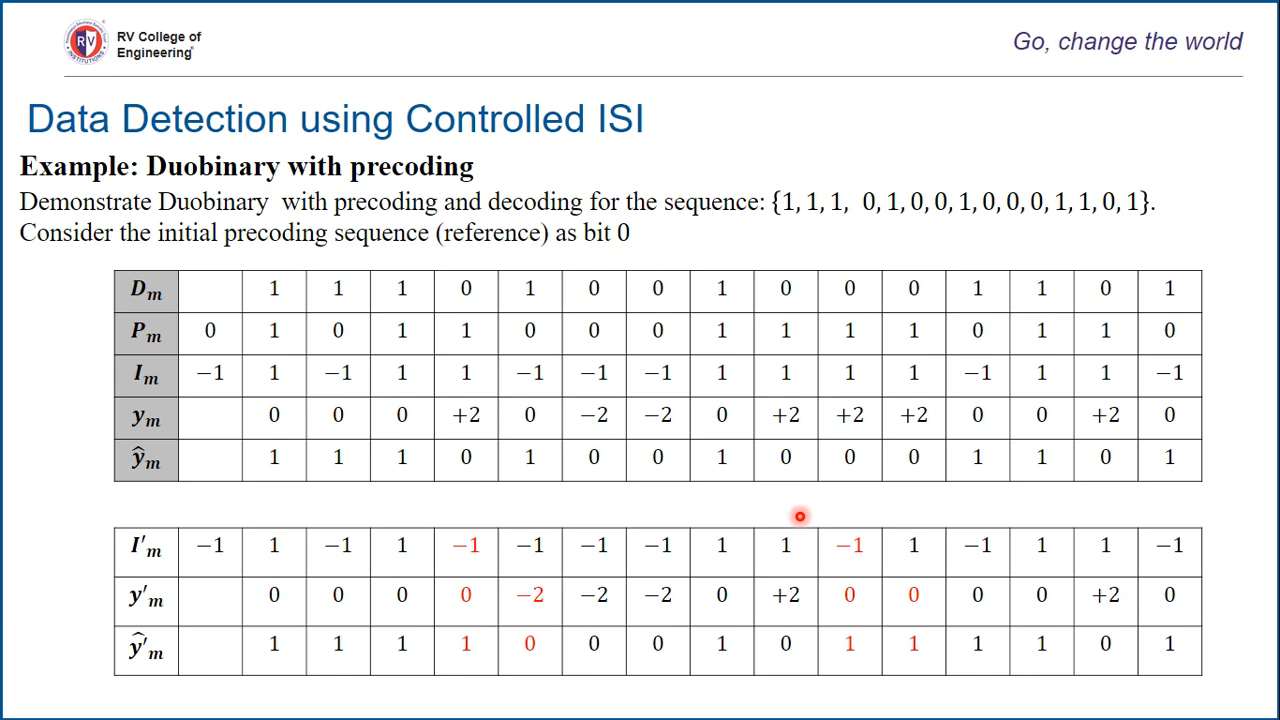 RV College of
Engineering
Go, change the world
Data Detection using Controlled ISI
Example: Duobinary with precoding
Demonstrate Duobinary with precoding and decoding for the sequence: {1, 1, 1, 0, 1, 0, 0, 1, 0, 0, 0, 1, 1, 0, 1}.
Consider the initial precoding sequence (reference) as bit 0
Dₘ 1 1 1 0 1 0 0 1 0 0 0 1 1 0 1
Pₘ 0 1 0 1 1 0 0 0 1 1 1 1 0 1 1 0
Iₘ −1 1 −1 1 1 −1 −1 −1 1 1 1 1 −1 1 1 −1
yₘ 0 0 0 +2 0 −2 −2 0 +2 +2 +2 0 0 +2 0
ŷₘ 1 1 1 0 1 0 0 1 0 0 0 1 1 0 1
I′ₘ −1 1 −1 1 −1 −1 −1 −1 1 1 −1 1 −1 1 1 −1
y′ₘ 0 0 0 0 −2 −2 −2 0 +2 0 0 0 0 +2 0
ŷ′ₘ 1 1 1 1 0 0 0 1 0 1 1 1 1 0 1